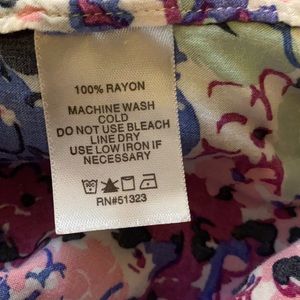 100% RAYON
MACHINE WASH
COLD
DO NOT USE BLEACH
LINE DRY
USE LOW IRON IF
NECESSARY
RN#51323